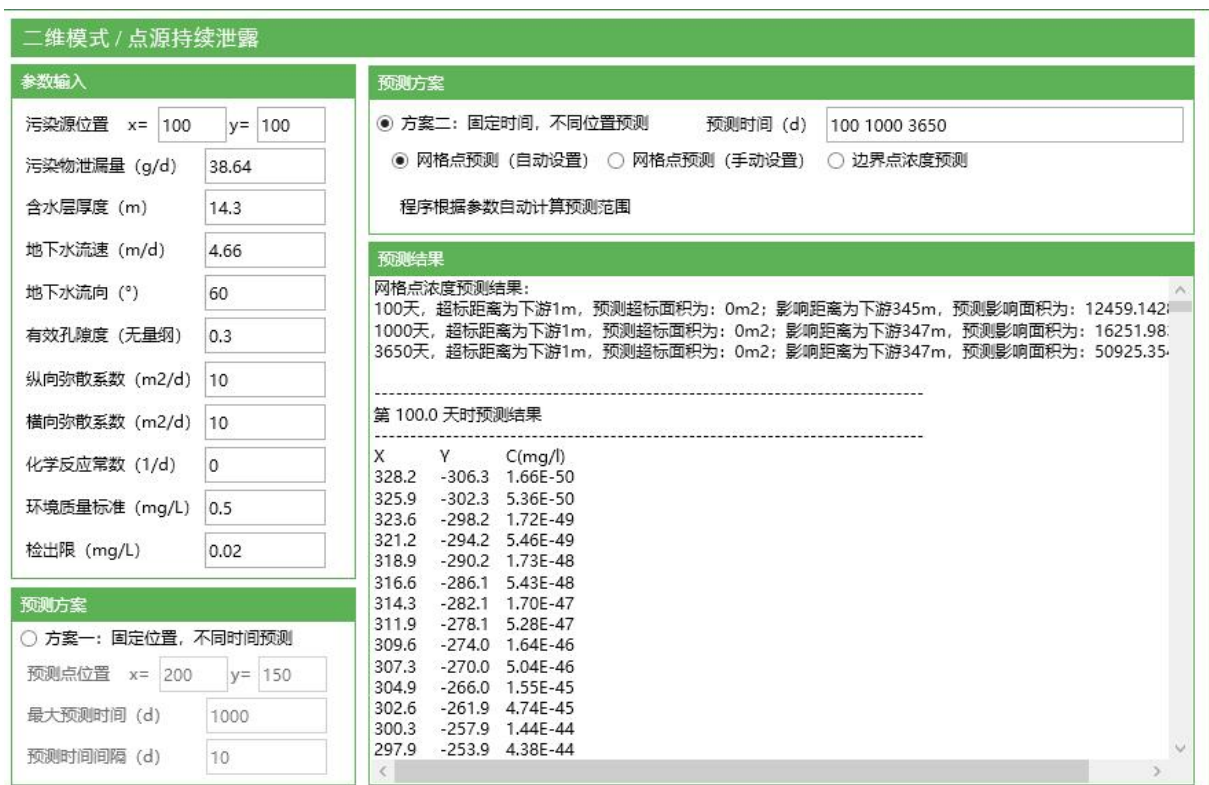 二维模式 / 点源持续泄露
参数输入
污染源位置 x= 100 y= 100
污染物泄漏量 (g/d) 38.64
含水层厚度 (m) 14.3
地下水流速 (m/d) 4.66
地下水流向 (°) 60
有效孔隙度 (无量纲) 0.3
纵向弥散系数 (m2/d) 10
横向弥散系数 (m2/d) 10
化学反应常数 (1/d) 0
环境质量标准 (mg/L) 0.5
检出限 (mg/L) 0.02
预测方案
方案一：固定位置，不同时间预测
预测点位置 x= 200 y= 150
最大预测时间 (d) 1000
预测时间间隔 (d) 10
预测方案
方案二：固定时间，不同位置预测 预测时间 (d) 100 1000 3650
网格点预测 (自动设置) 网格点预测 (手动设置) 边界点浓度预测
程序根据参数自动计算预测范围
预测结果
网格点浓度预测结果：
100天，超标距离为下游1m，预测超标面积为：0m2；影响距离为下游345m，预测影响面积为：12459.142
1000天，超标距离为下游1m，预测超标面积为：0m2；影响距离为下游347m，预测影响面积为：16251.98
3650天，超标距离为下游1m，预测超标面积为：0m2；影响距离为下游347m，预测影响面积为：50925.35
第 100.0 天时预测结果
X Y C(mg/l)
328.2 -306.3 1.66E-50
325.9 -302.3 5.36E-50
323.6 -298.2 1.72E-49
321.2 -294.2 5.46E-49
318.9 -290.2 1.73E-48
316.6 -286.1 5.43E-48
314.3 -282.1 1.70E-47
311.9 -278.1 5.28E-47
309.6 -274.0 1.64E-46
307.3 -270.0 5.04E-46
304.9 -266.0 1.55E-45
302.6 -261.9 4.74E-45
300.3 -257.9 1.44E-44
297.9 -253.9 4.38E-44